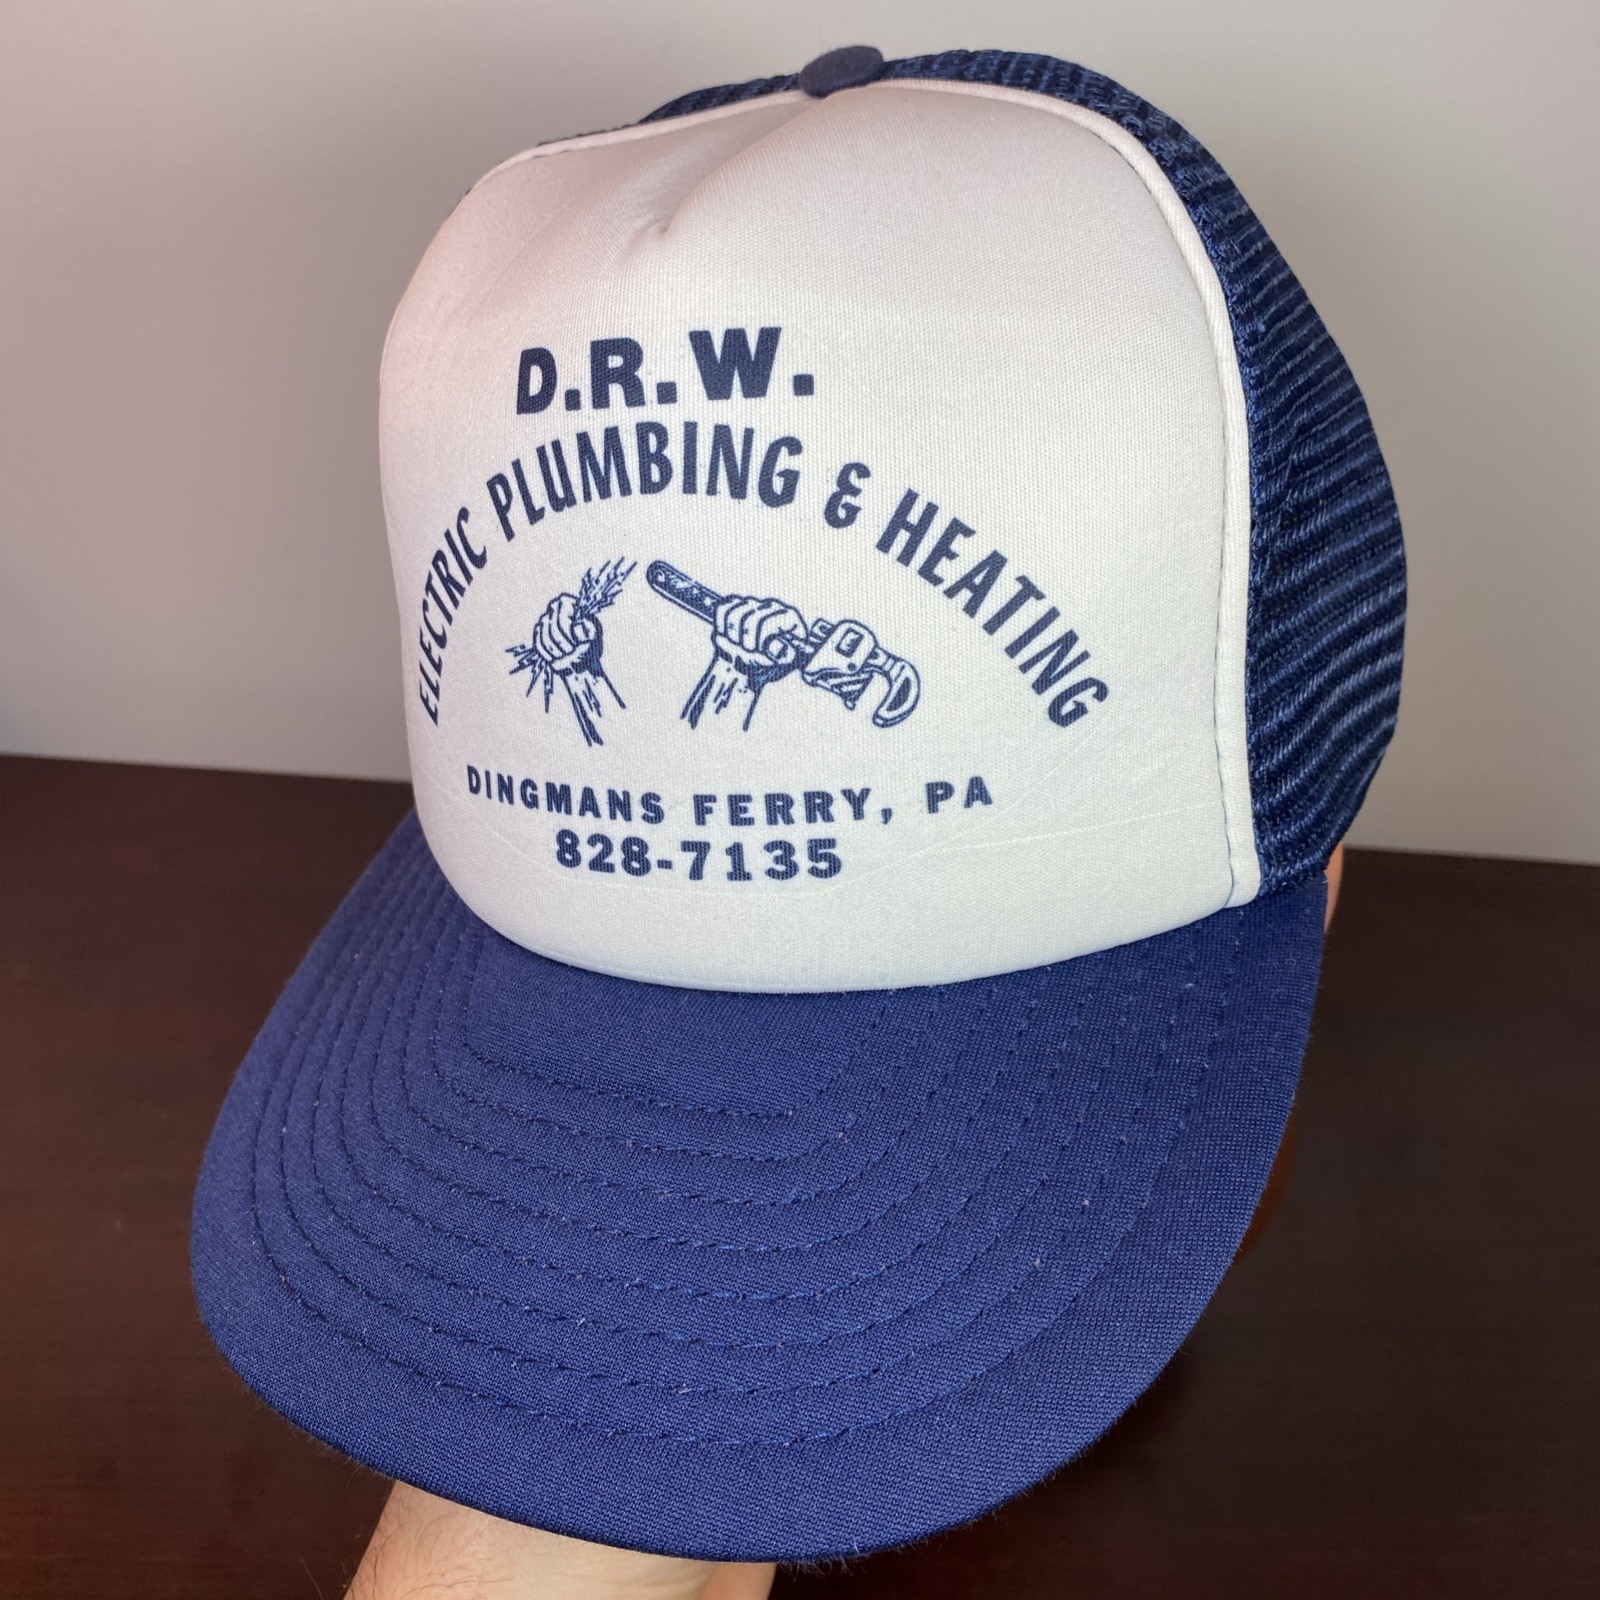 D.R.W.
ELECTRIC PLUMBING & HEATING
DINGMANS FERRY, PA
828-7135